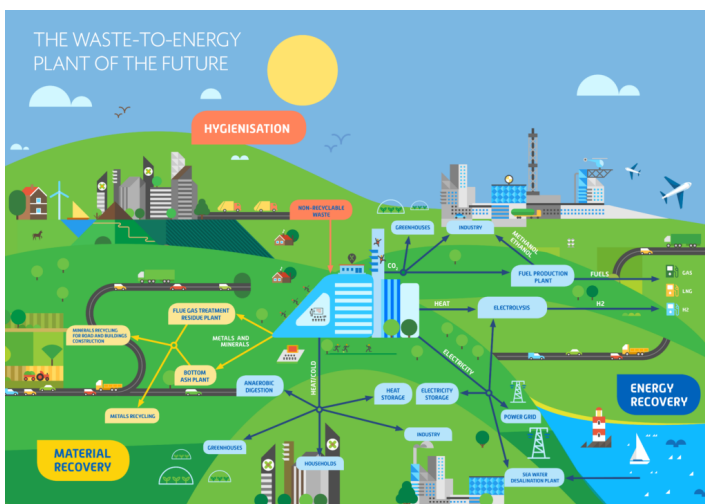 THE WASTE-TO-ENERGY
PLANT OF THE FUTURE
HYGIENISATION
NON-RECYCLABLE
WASTE
GREENHOUSES
INDUSTRY
METHANOL
ETHANOL
CO₂
FUEL PRODUCTION
PLANT
FUELS
GAS
LNG
H2
FLUE GAS TREATMENT
RESIDUE PLANT
HEAT
ELECTROLYSIS
H2
MINERALS RECYCLING
FOR ROAD AND BUILDINGS
CONSTRUCTION
METALS AND
MINERALS
BOTTOM
ASH PLANT
ELECTRICITY
HEAT/COLD
ANAEROBIC
DIGESTION
HEAT
STORAGE
ELECTRICITY
STORAGE
ENERGY
RECOVERY
METALS RECYCLING
POWER GRID
INDUSTRY
GREENHOUSES
MATERIAL
RECOVERY
HOUSEHOLDS
SEA WATER
DESALINATION PLANT